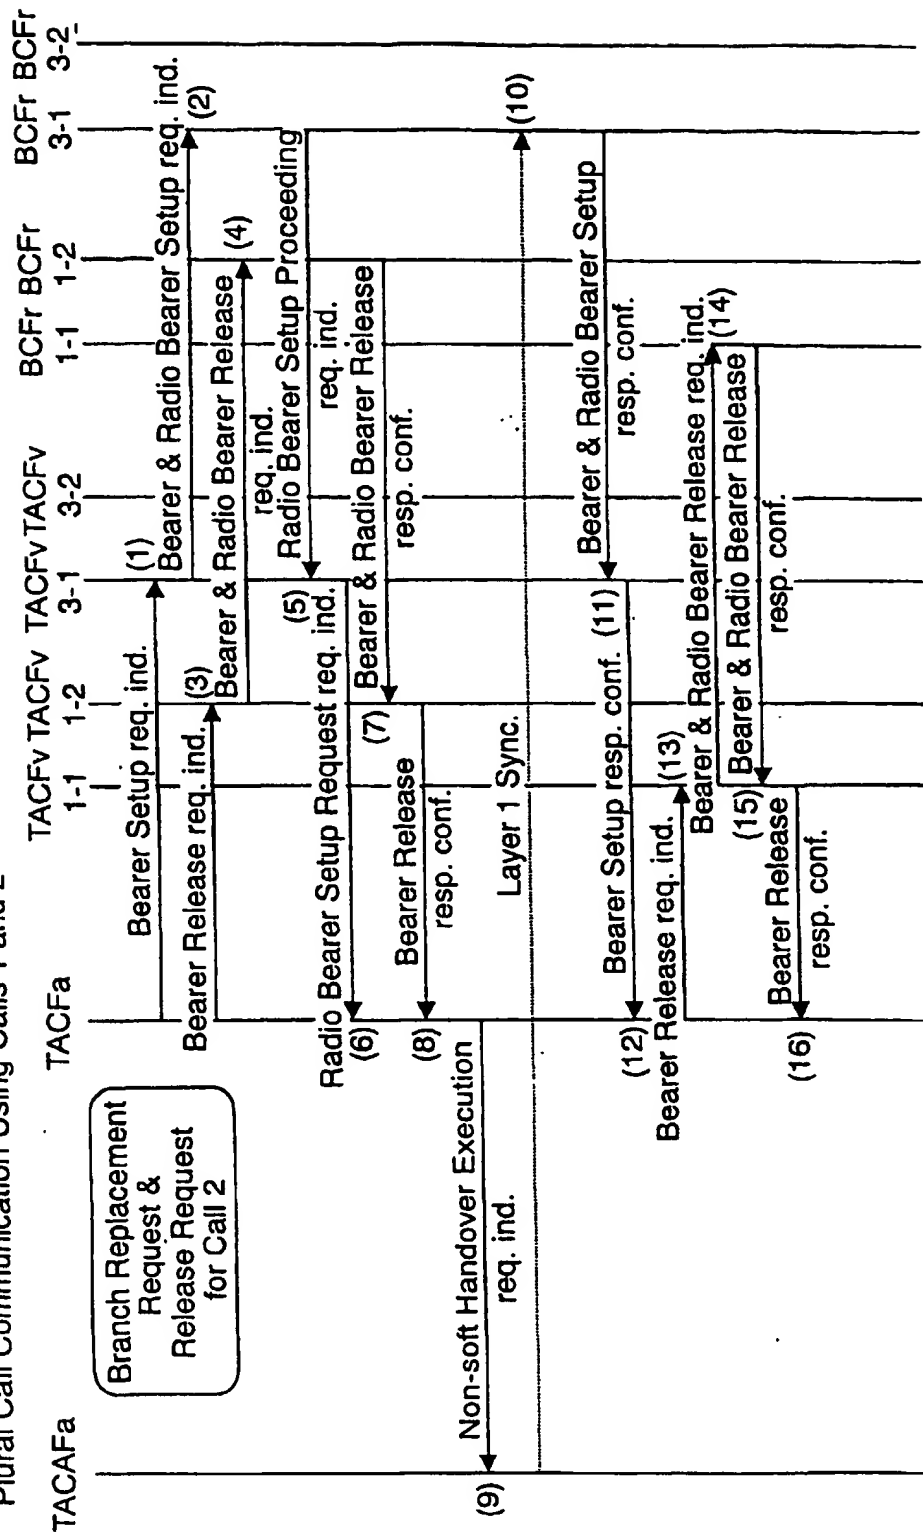 Plural Call Communication Using Calls 1 and 2
TACAFa
TACFa
TACFv
1-1
TACFv
1-2
TACFv
3-1
TACFv
3-2
BCFr
1-1
BCFr
1-2
BCFr
3-1
BCFr
3-2
Branch Replacement
Request &
Release Request
for Call 2
Bearer Setup req. ind.
(1)
Bearer & Radio Bearer Setup req. ind.
(2)
Bearer Release req. ind.
(3)
Bearer & Radio Bearer Release
req. ind.
(4)
Radio Bearer Setup Proceeding
req. ind.
(5)
Radio Bearer Setup Request req. ind.
(6)
Bearer & Radio Bearer Release
resp. conf.
(7)
Bearer Release
resp. conf.
(8)
Non-soft Handover Execution
req. ind.
(9)
Layer 1 Sync.
(10)
Bearer & Radio Bearer Setup
resp. conf.
(11)
Bearer Setup resp. conf.
(12)
Bearer Release req. ind.
(13)
Bearer & Radio Bearer Release req. ind.
(14)
Bearer & Radio Bearer Release
resp. conf.
(15)
Bearer Release
resp. conf.
(16)